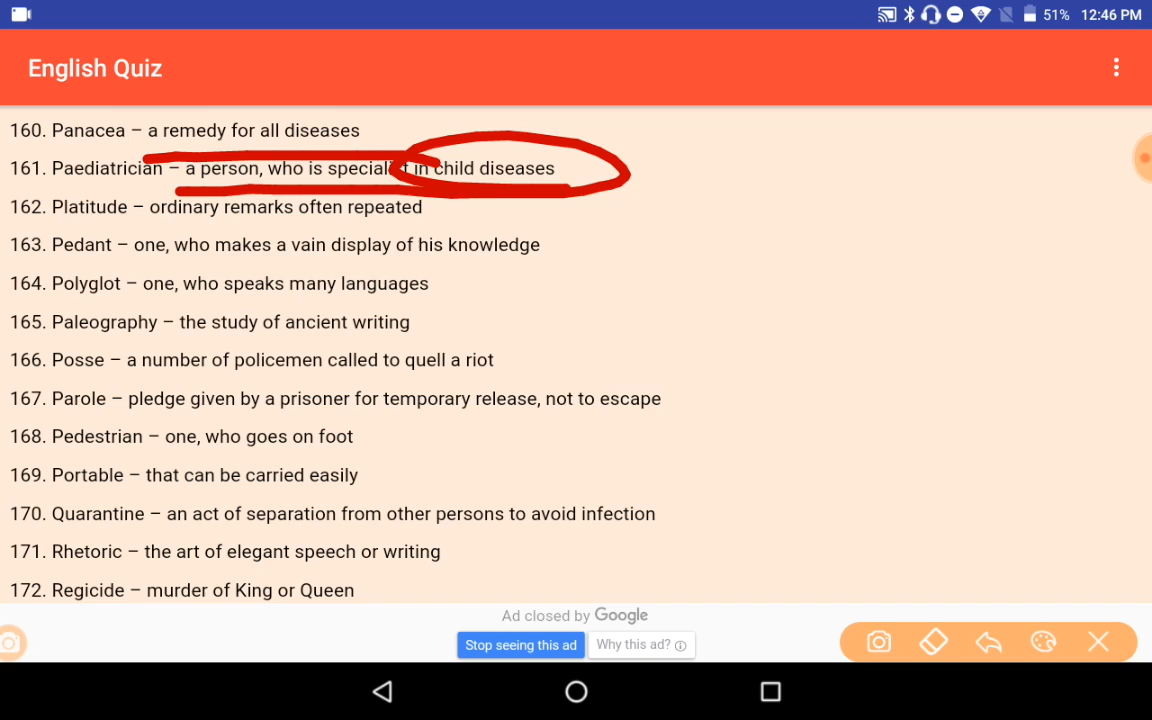 51% 12:46 PM
English Quiz
160. Panacea – a remedy for all diseases
161. Paediatrician – a person, who is specialist in child diseases
162. Platitude – ordinary remarks often repeated
163. Pedant – one, who makes a vain display of his knowledge
164. Polyglot – one, who speaks many languages
165. Paleography – the study of ancient writing
166. Posse – a number of policemen called to quell a riot
167. Parole – pledge given by a prisoner for temporary release, not to escape
168. Pedestrian – one, who goes on foot
169. Portable – that can be carried easily
170. Quarantine – an act of separation from other persons to avoid infection
171. Rhetoric – the art of elegant speech or writing
172. Regicide – murder of King or Queen
Ad closed by Google
Stop seeing this ad Why this ad?